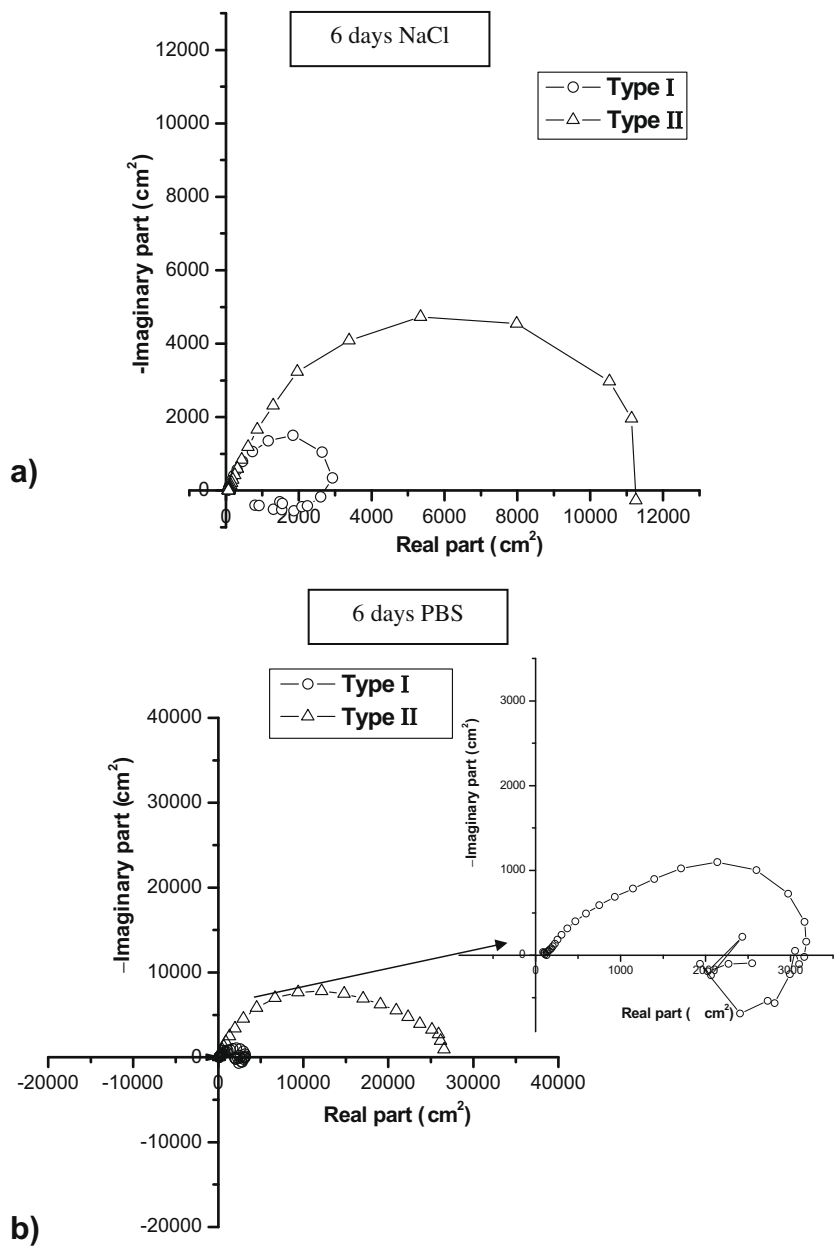 6 days NaCl
12000
10000
8000
6000
4000
2000
0
-Imaginary part (cm²)
Type I
Type II
0 2000 4000 6000 8000 10000 12000
Real part (cm²)
a)
6 days PBS
Type I
Type II
40000
30000
20000
10000
0
-10000
-20000
−Imaginary part (cm²)
-20000 -10000 0 10000 20000 30000 40000
Real part (cm²)
3000
2000
1000
0
−Imaginary part (cm²)
0 1000 2000 3000
Real part ( cm²)
b)